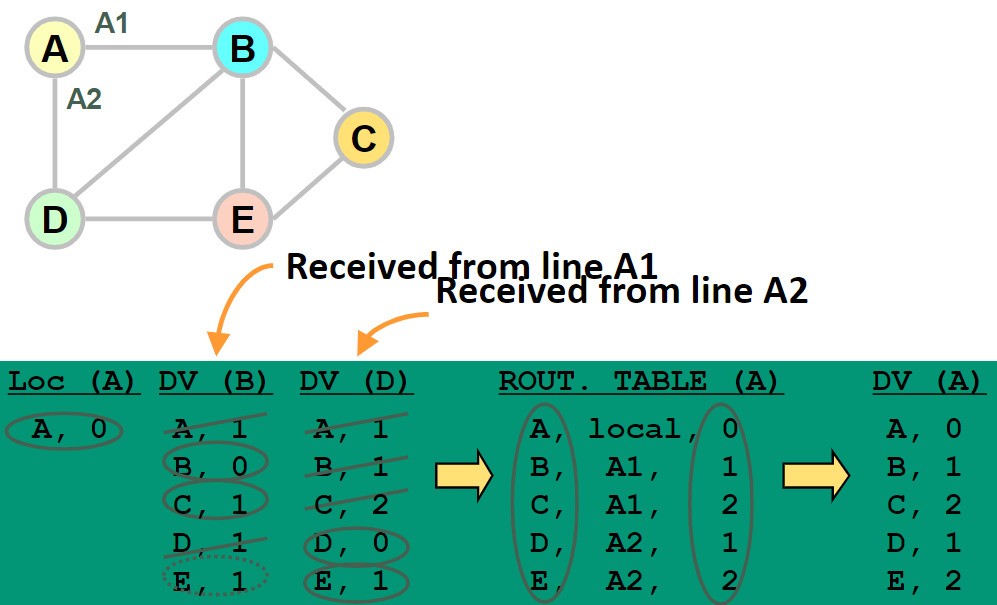 A1
A
B
A2
C
D
E
Received from line A1
Received from line A2
Loc (A) DV (B) DV (D) ROUT. TABLE (A) DV (A)
A, 0 A, 1 A, 1 A, local, 0 A, 0
B, 0 B, 1 B, A1, 1 B, 1
C, 1 C, 2 C, A1, 2 C, 2
D, 1 D, 0 D, A2, 1 D, 1
E, 1 E, 1 E, A2, 2 E, 2